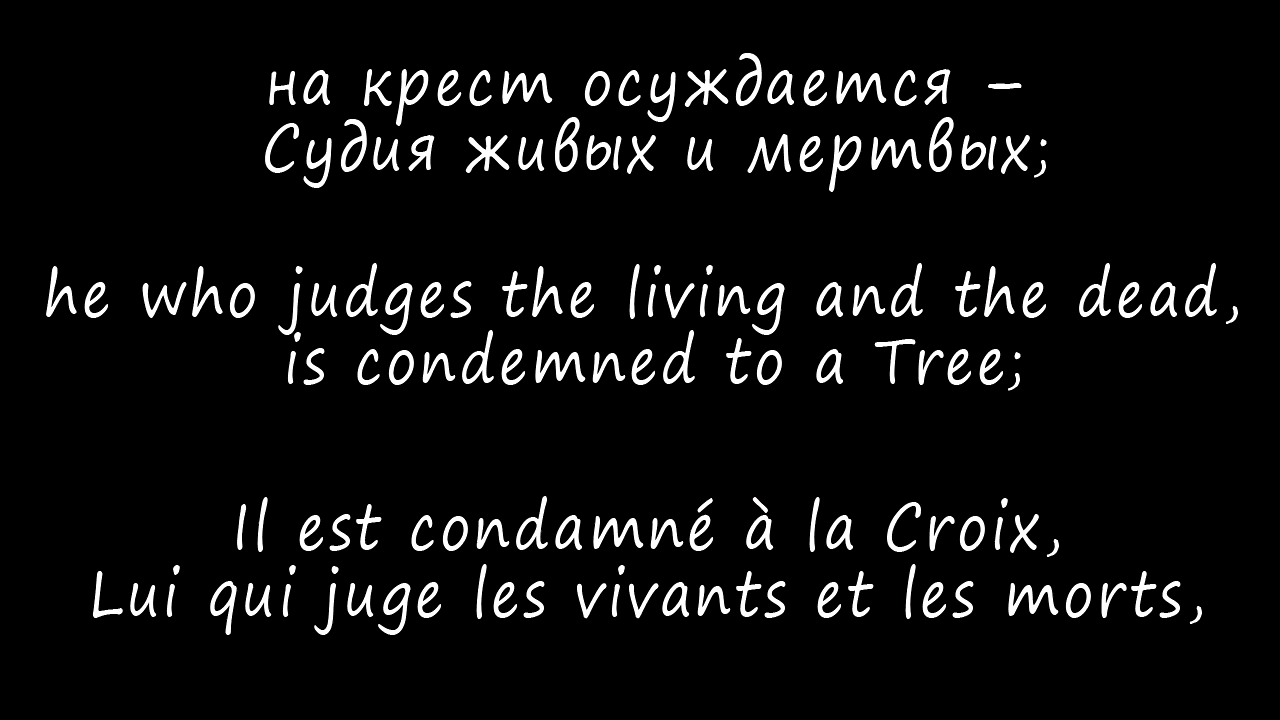 на крест осуждается –
Судия живых и мертвых;
he who judges the living and the dead,
is condemned to a Tree;
Il est condamné à la Croix,
Lui qui juge les vivants et les morts,